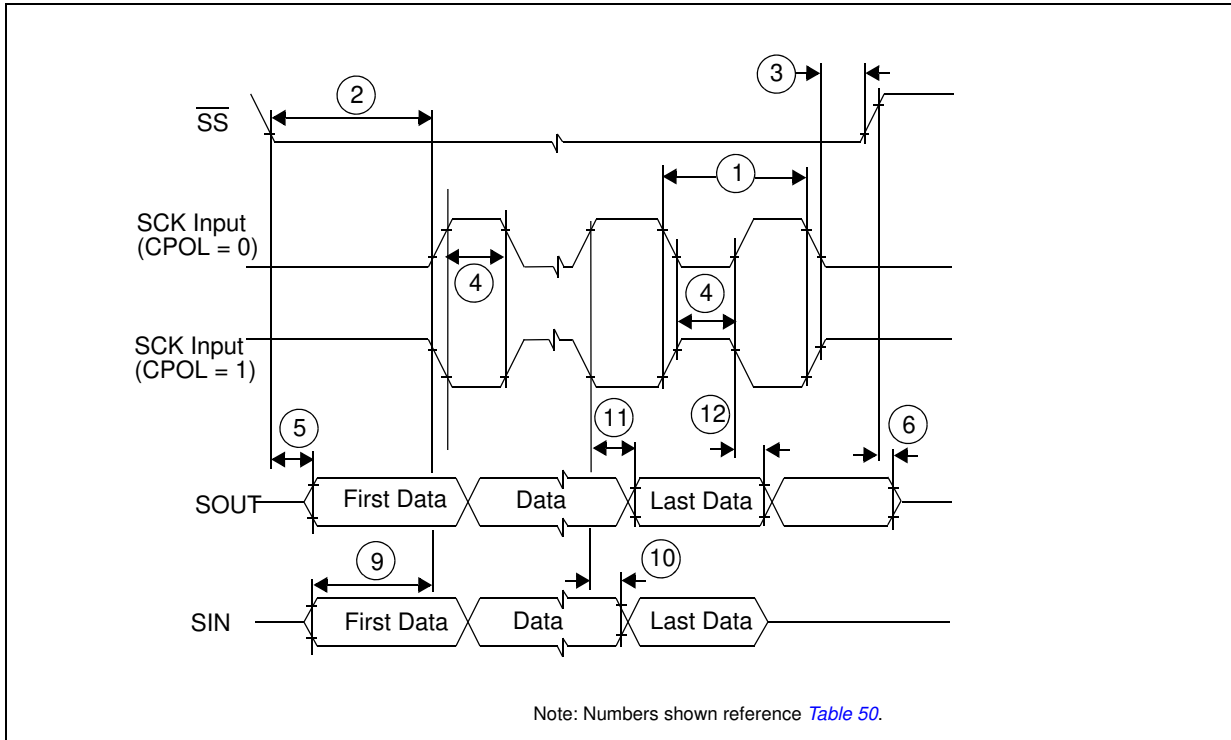 3
2
SS
1
SCK Input
(CPOL = 0)
4
4
SCK Input
(CPOL = 1)
11
12
5
6
SOUT
First Data
Data
Last Data
9
10
SIN
First Data
Data
Last Data
Note: Numbers shown reference Table 50.